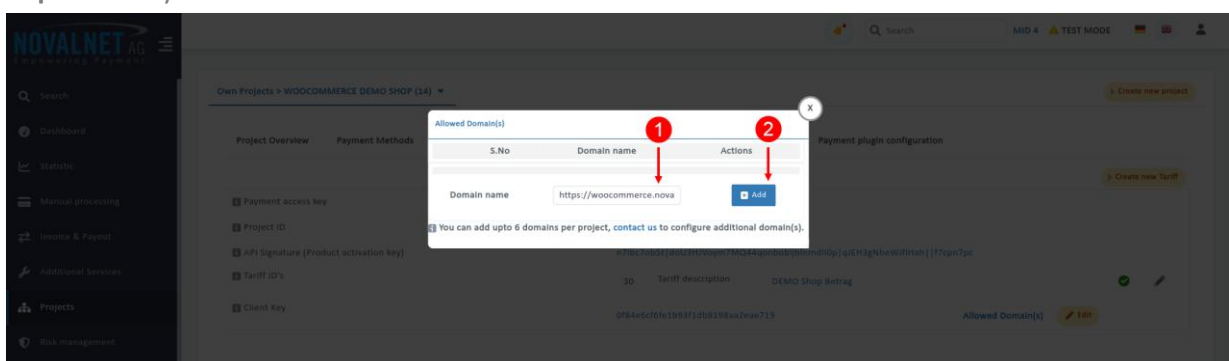 NOVALNET AG
Search
MID 4
TEST MODE
Search
Dashboard
Statistic
Manual processing
Invoice & Payout
Additional Services
Projects
Risk management
Own Projects > WOOCOMMERCE DEMO SHOP (14)
Create new project
Project Overview
Payment Methods
Payment plugin configuration
Create new Tariff
X
Allowed Domain(s)
1
2
S.No
Domain name
Actions
Domain name
https://woocommerce.nova
Add
You can add upto 6 domains per project, contact us to configure additional domain(s).
Payment access key
Project ID
API Signature (Product activation key)
Tariff ID's
30
Tariff description
DEMO Shop Betrag
Client Key
Allowed Domain(s)
Edit